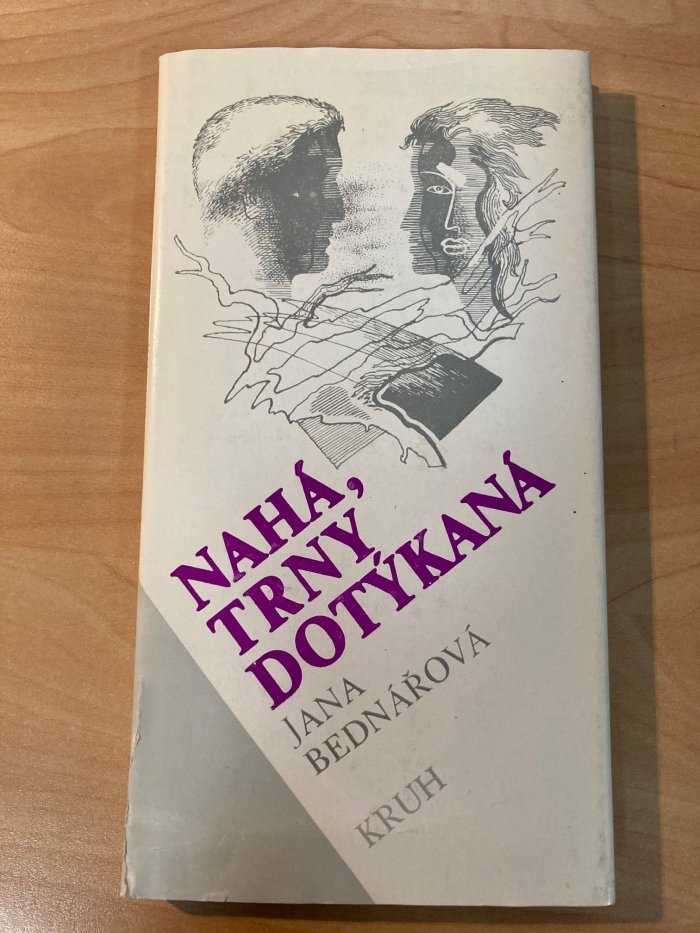 NAHÁ,
TRNY
DOTÝKANÁ
JANA
BEDNÁŘOVÁ
KRUH